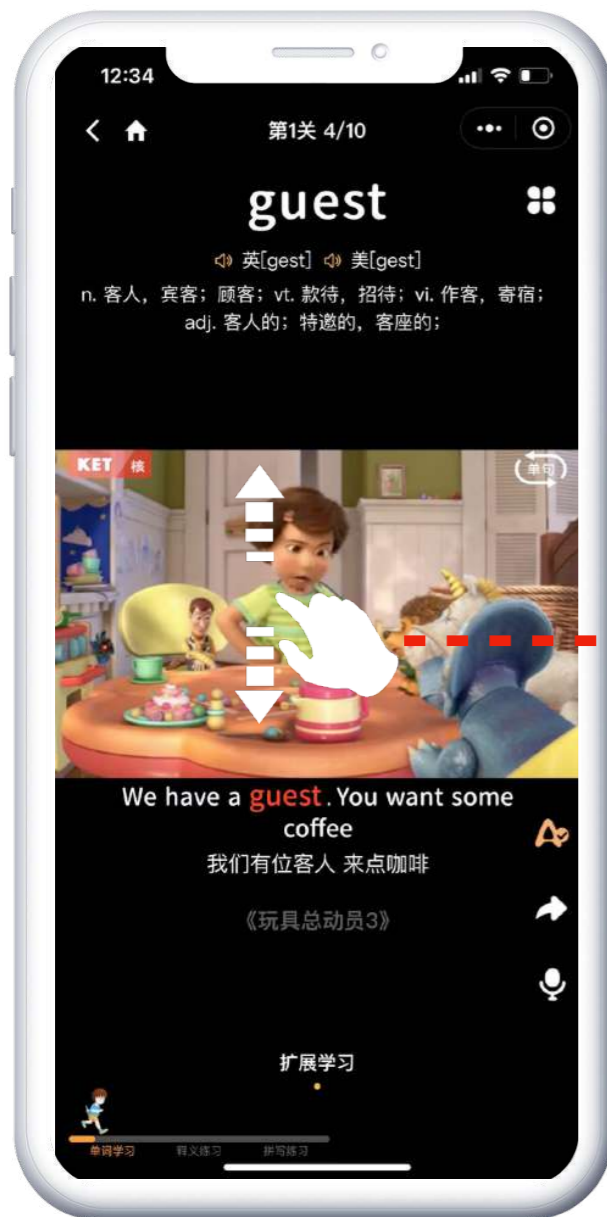 12:34
第1关 4/10
guest
英[gest] 美[gest]
n. 客人，宾客；顾客；vt. 款待，招待；vi. 作客，寄宿；
adj. 客人的；特邀的，客座的；
KET 核
单句
We have a guest. You want some
coffee
我们有位客人 来点咖啡
《玩具总动员3》
扩展学习
单词学习 释义练习 拼写练习